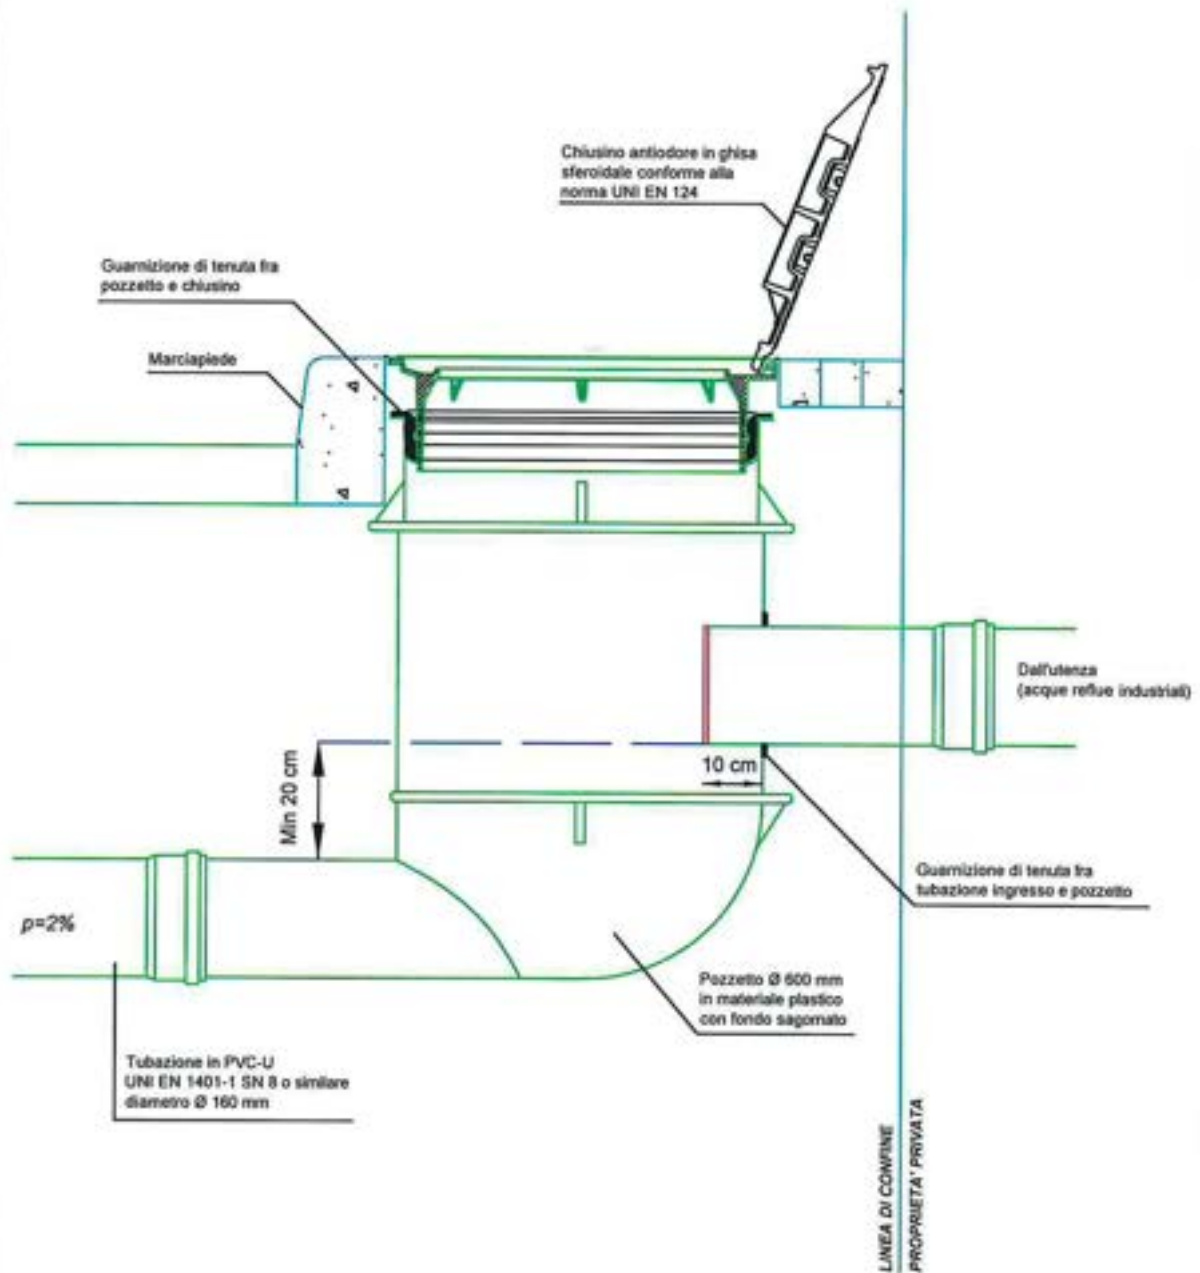 Chiusino antiodore in ghisa
sferoidale conforme alla
norma UNI EN 124
Guarnizione di tenuta fra
pozzetto e chiusino
Marciapiede
Dall'utenza
(acque reflue industriali)
10 cm
Min 20 cm
Guarnizione di tenuta fra
tubazione ingresso e pozzetto
p=2%
Pozzetto Ø 600 mm
in materiale plastico
con fondo sagomato
Tubazione in PVC-U
UNI EN 1401-1 SN 8 o similare
diametro Ø 160 mm
LINEA DI CONFINE
PROPRIETA' PRIVATA